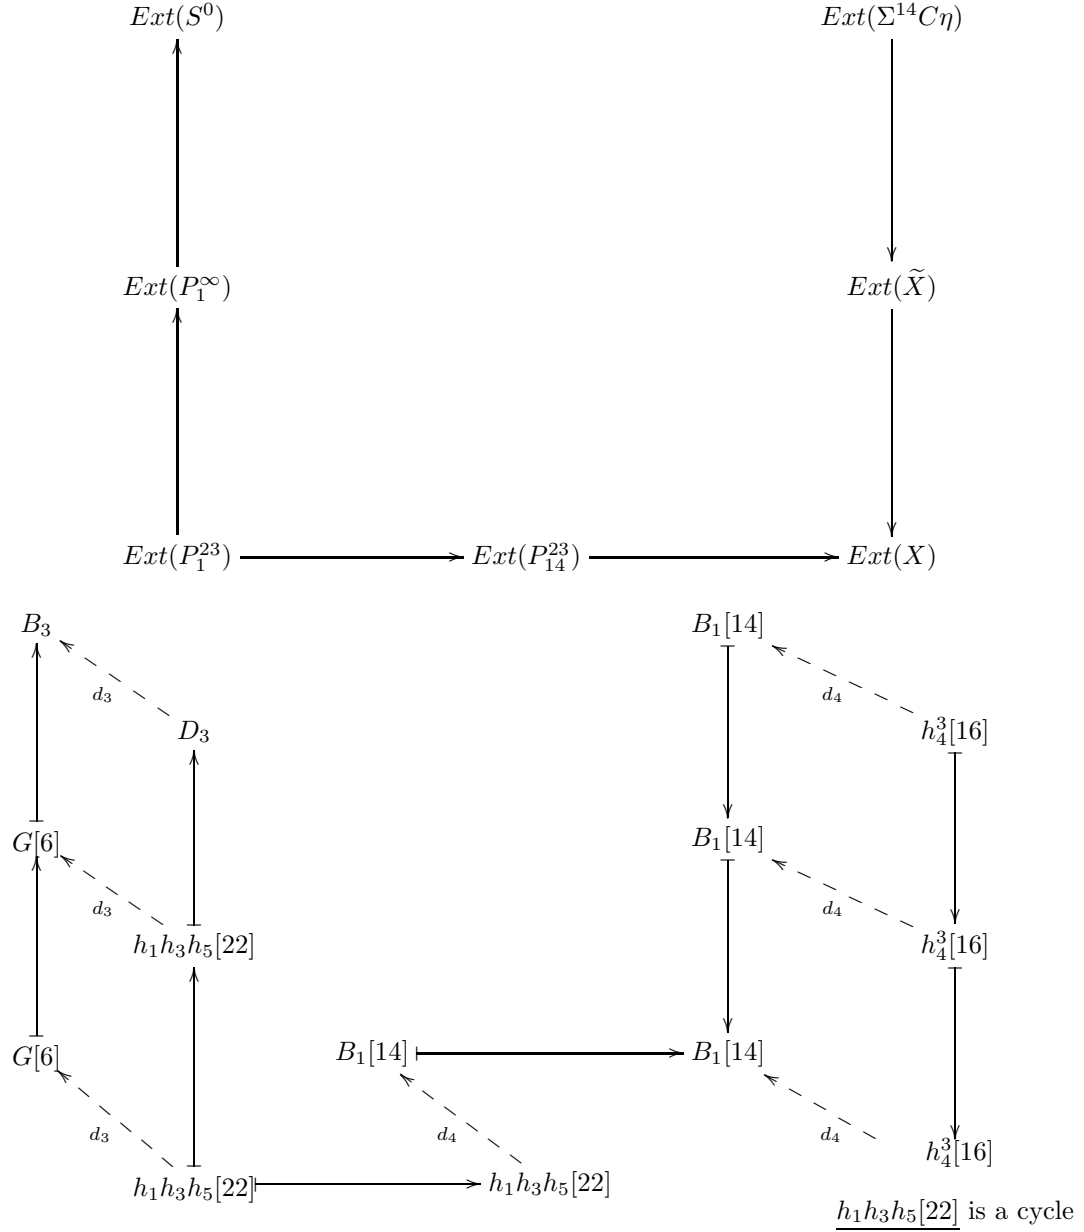 Ext(S^0) Ext(Σ^{14}Cη)
Ext(P_1^∞) Ext(\widetilde{X})
Ext(P_1^{23}) Ext(P_{14}^{23}) Ext(X)
B_3 B_1[14]
d_3 d_4
D_3 h_4^3[16]
G[6] B_1[14]
d_3 d_4
h_1h_3h_5[22] h_4^3[16]
G[6] B_1[14] B_1[14]
d_3 d_4 d_4
h_4^3[16]
h_1h_3h_5[22] h_1h_3h_5[22]
h_1h_3h_5[22] is a cycle